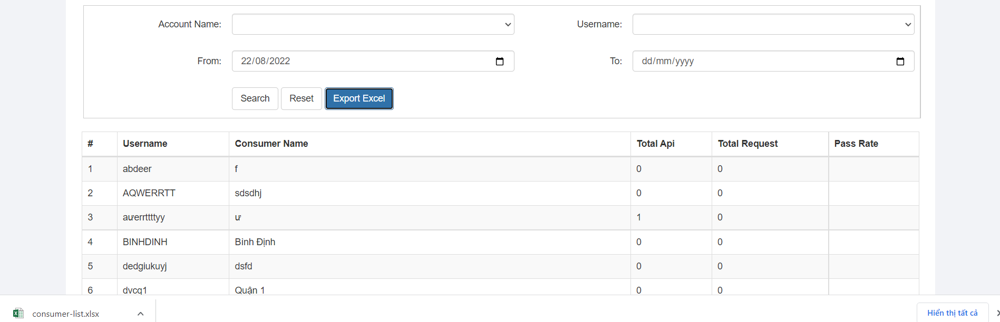 Account Name: Username:
From: 22/08/2022 To: dd/mm/yyyy
Search Reset Export Excel
# Username Consumer Name Total Api Total Request Pass Rate
1 abdeer f 0 0
2 AQWERRTT sdsdhj 0 0
3 aưerrttttyy ư 1 0
4 BINHDINH Bình Định 0 0
5 dedgiukuyj dsfd 0 0
6 dvcq1 Quận 1 0 0
consumer-list.xlsx Hiển thị tất cả